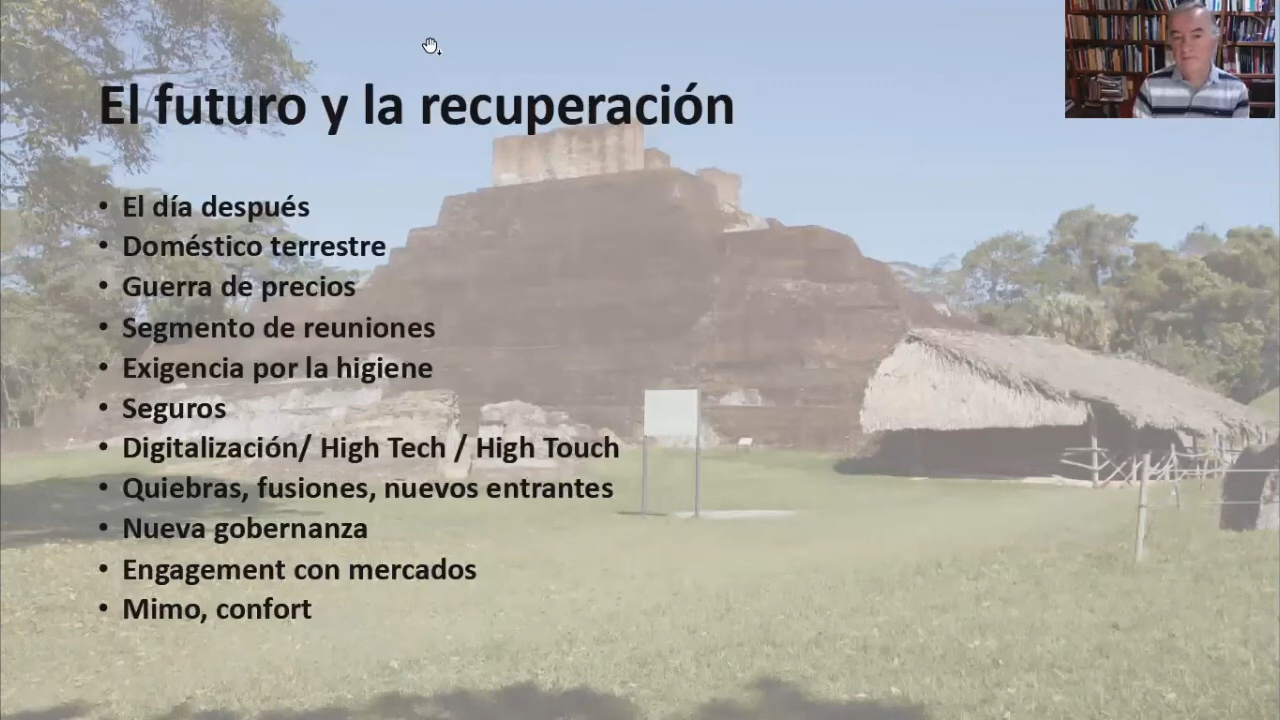 El futuro y la recuperación
• El día después
• Doméstico terrestre
• Guerra de precios
• Segmento de reuniones
• Exigencia por la higiene
• Seguros
• Digitalización/ High Tech / High Touch
• Quiebras, fusiones, nuevos entrantes
• Nueva gobernanza
• Engagement con mercados
• Mimo, confort